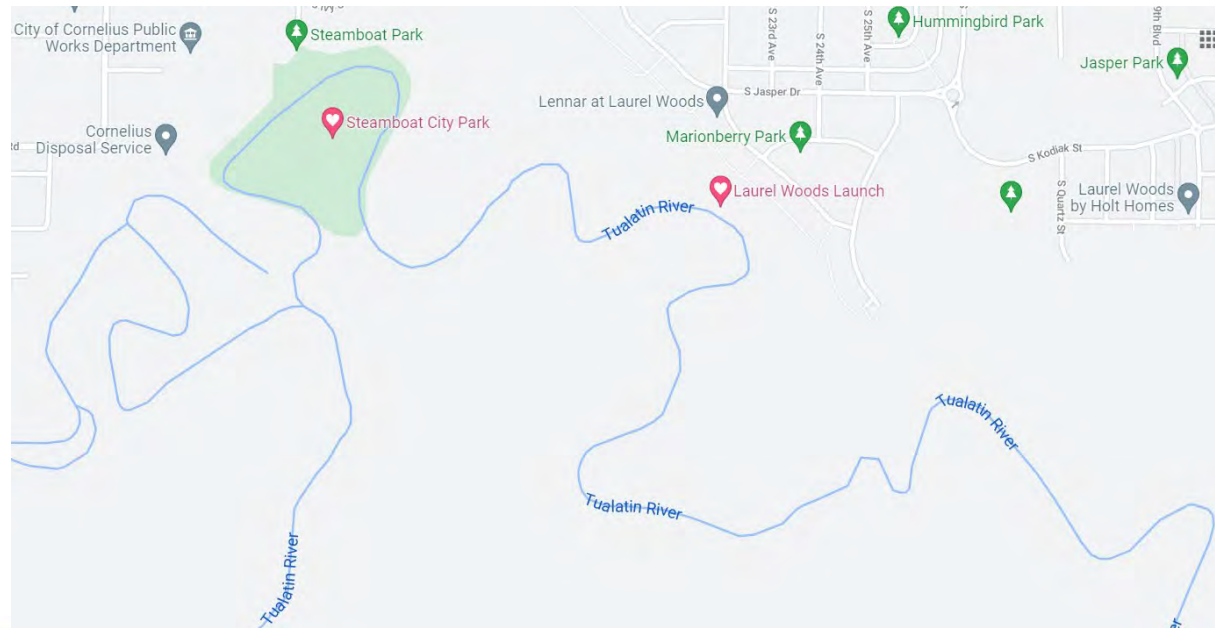 City of Cornelius Public
Works Department
Steamboat Park
S 23rd Ave
S 24th Ave
S 25th Ave
Hummingbird Park
9th Blvd
Jasper Park
Lennar at Laurel Woods
S Jasper Dr
Steamboat City Park
Cornelius
Disposal Service
Marionberry Park
S Kodiak St
Laurel Woods Launch
S Quartz St
Laurel Woods
by Holt Homes
Tualatin River
Tualatin River
Tualatin River
Tualatin River